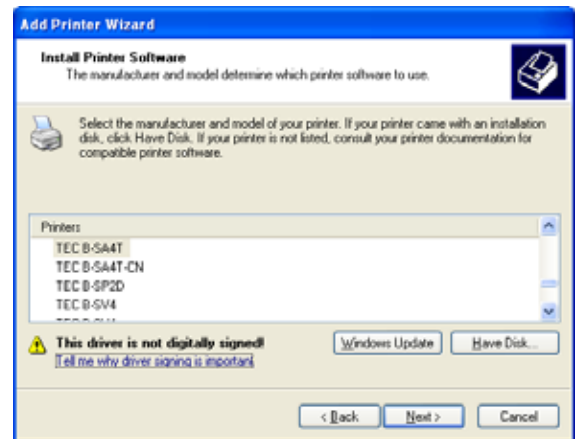 Add Printer Wizard
Install Printer Software
The manufacturer and model determine which printer software to use.
Select the manufacturer and model of your printer. If your printer came with an installation
disk, click Have Disk. If your printer is not listed, consult your printer documentation for
compatible printer software.
Printers
TEC B-SA4T
TEC B-SA4T-CN
TEC B-SP2D
TEC B-SV4
This driver is not digitally signed!
Tell me why driver signing is important
Windows Update
Have Disk...
< Back
Next >
Cancel